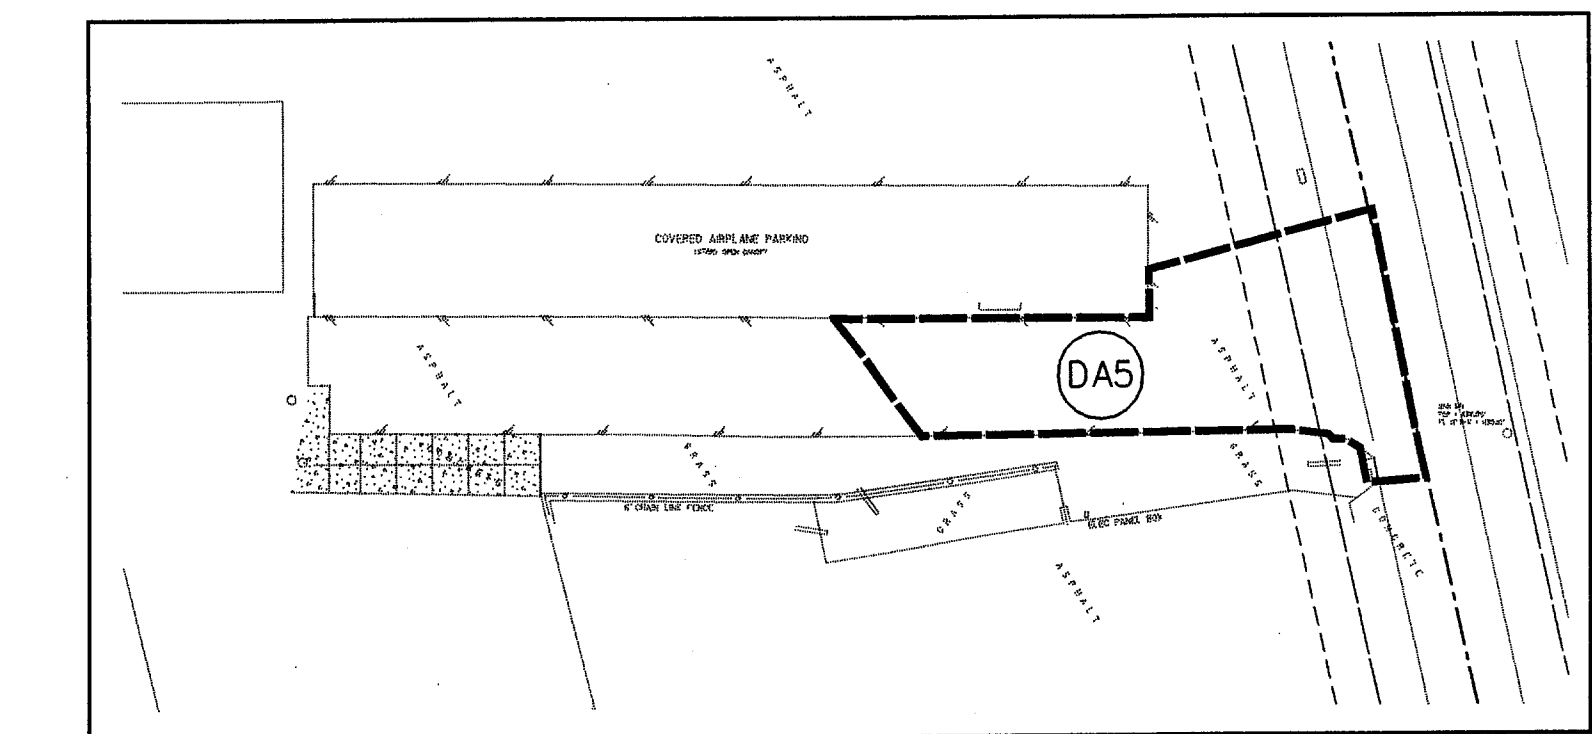 ASPHALT
COVERED AIRPLANE PARKING
ASPHALT
ASPHALT
DA5
GRASS
GRASS
6' CHAIN LINK FENCE
GRASS
ELEC PANEL BOX
CONCRETE
ASPHALT